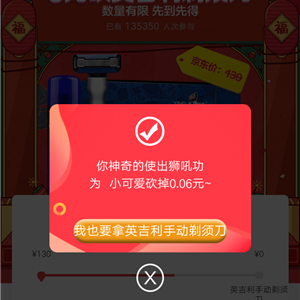 数量有限 先到先得
已有 135350 人次参与
福
福
京东价：430
你神奇的使出狮吼功
为 小可爱砍掉0.06元~
我也要拿英吉利手动剃须刀
¥130
¥0
英吉利手动剃须
刀